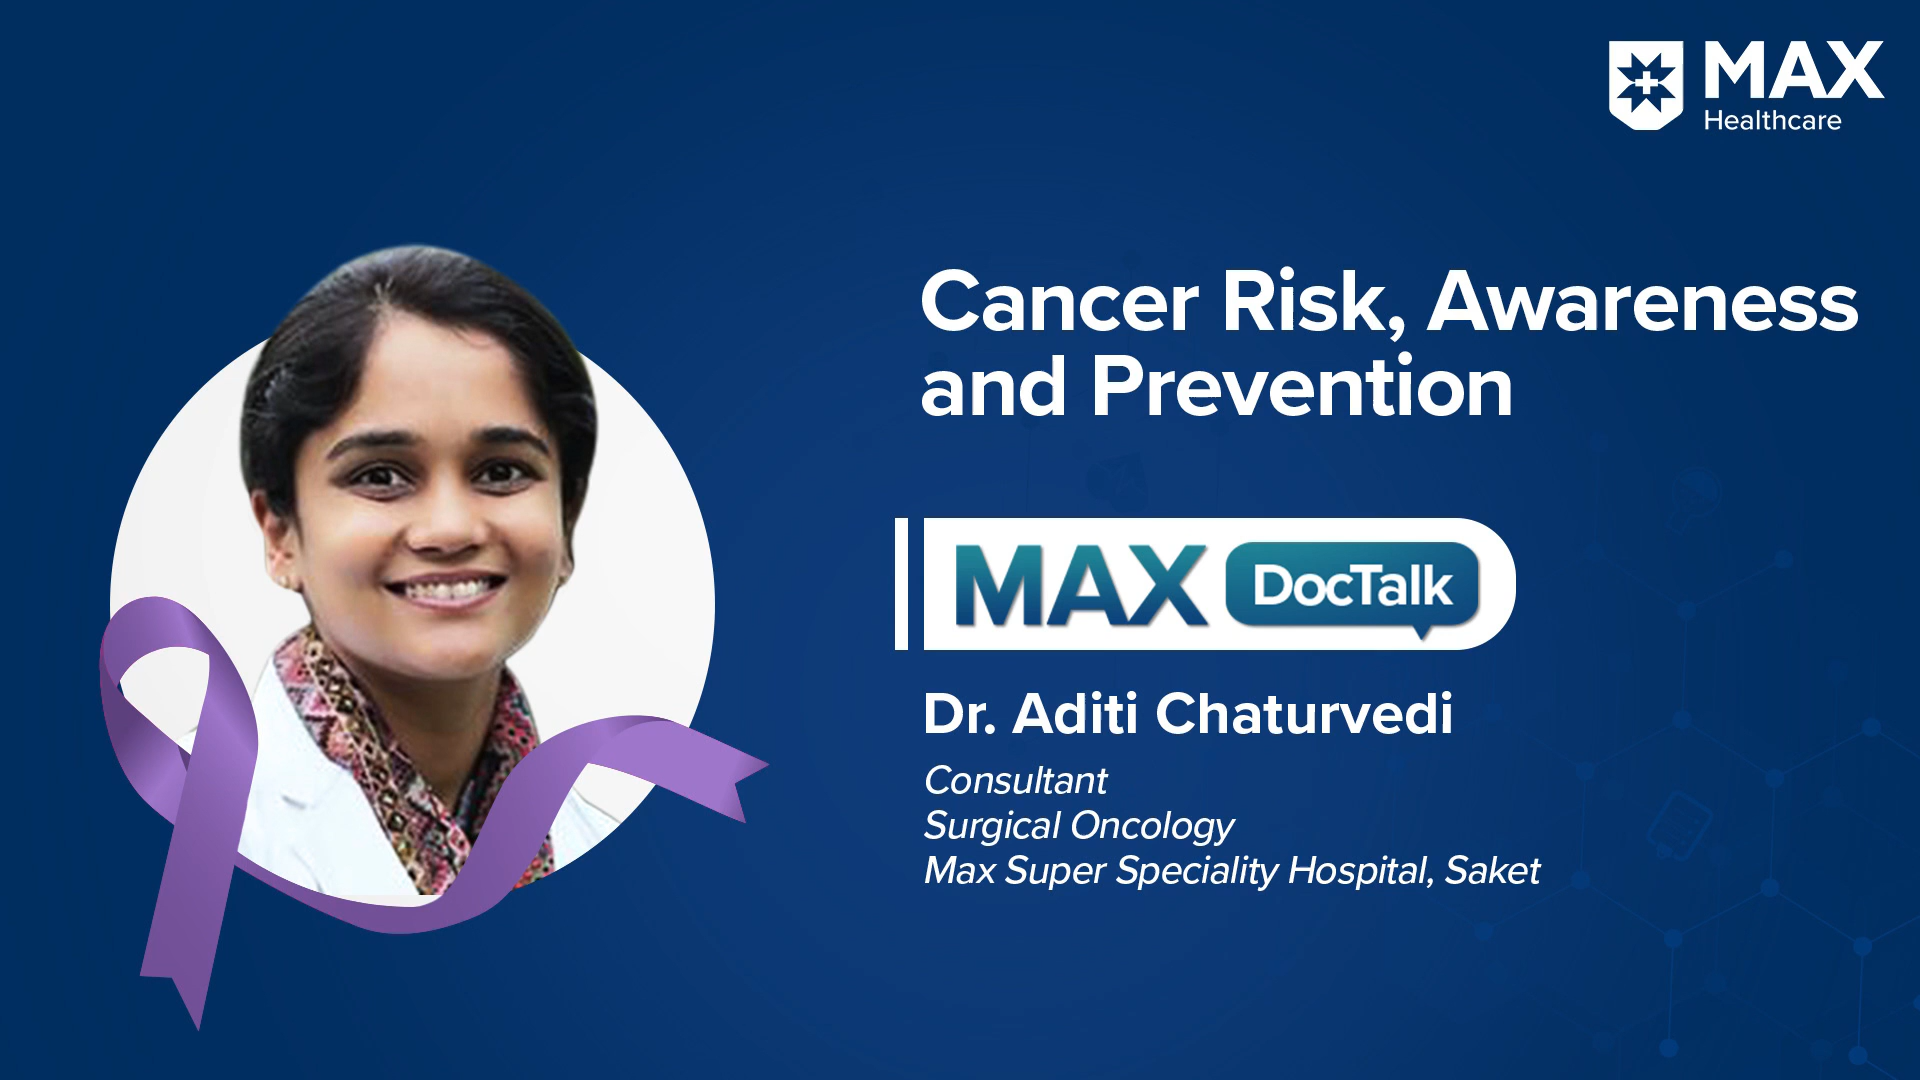 MAX
Healthcare
Cancer Risk, Awareness
and Prevention
MAX DocTalk
Dr. Aditi Chaturvedi
Consultant
Surgical Oncology
Max Super Speciality Hospital, Saket